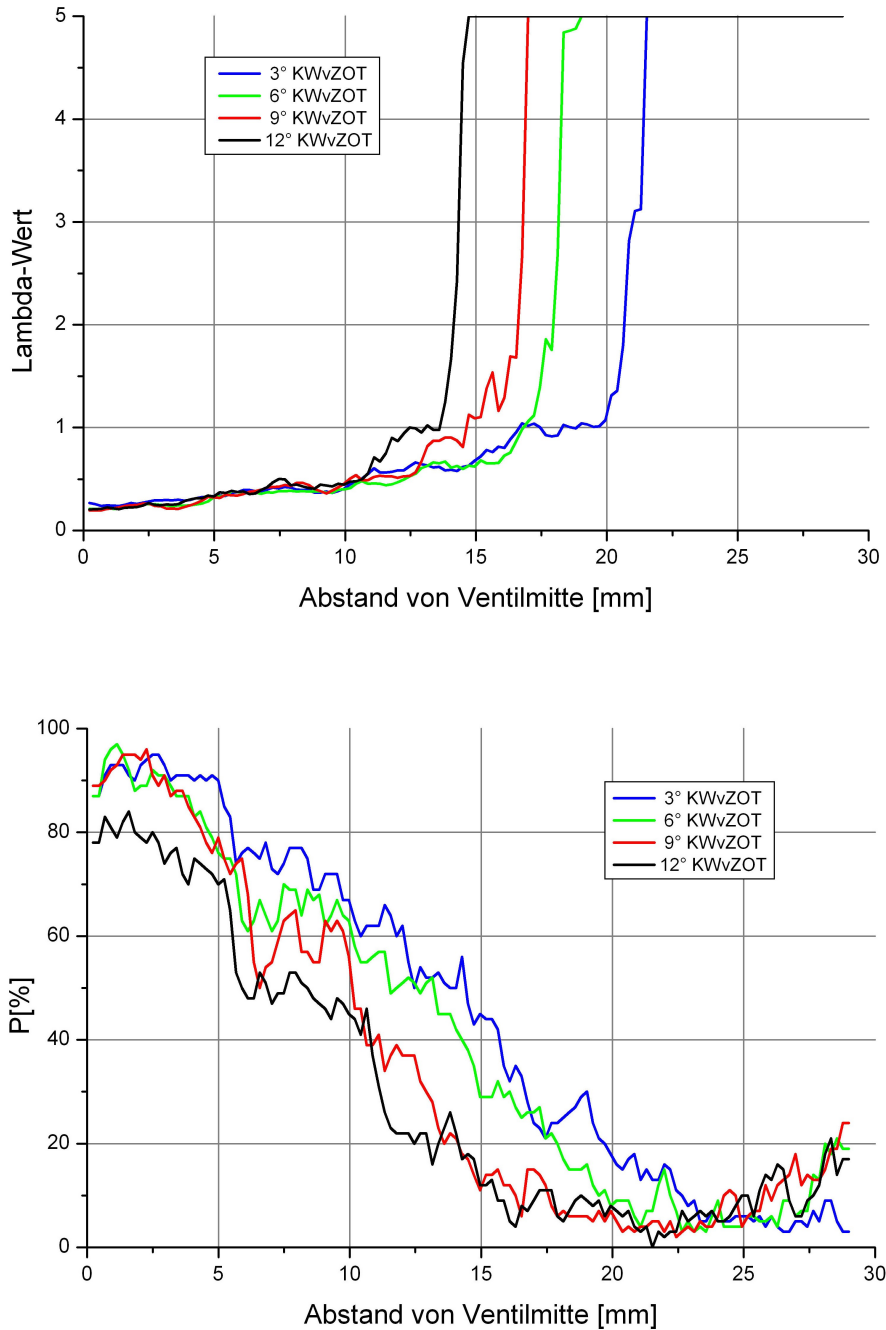 5
4
3
2
1
0
Lambda-Wert
3° KWvZOT
6° KWvZOT
9° KWvZOT
12° KWvZOT
0 5 10 15 20 25 30
Abstand von Ventilmitte [mm]
100
80
60
40
20
0
P[%]
3° KWvZOT
6° KWvZOT
9° KWvZOT
12° KWvZOT
0 5 10 15 20 25 30
Abstand von Ventilmitte [mm]